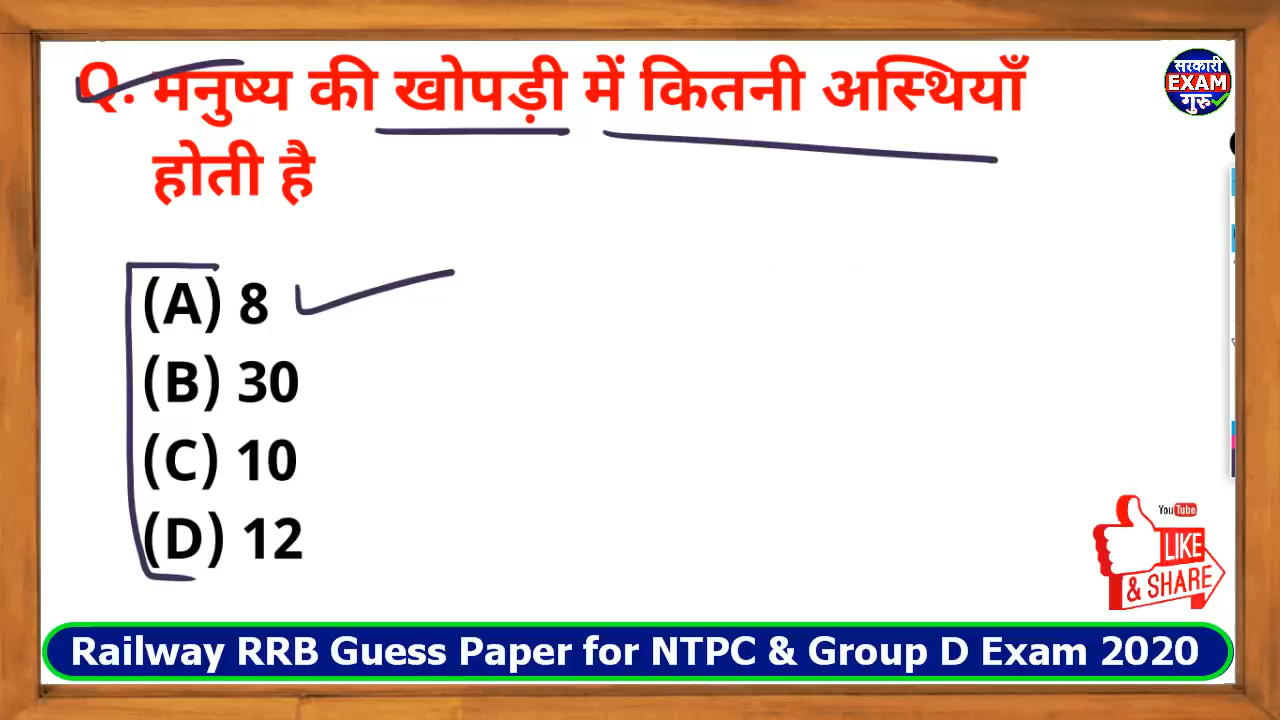 Q. मनुष्य की खोपड़ी में कितनी अस्थियाँ
होती है
सरकारी
EXAM
गुरु
(A) 8
(B) 30
(C) 10
(D) 12
YouTube
LIKE
& SHARE
Railway RRB Guess Paper for NTPC & Group D Exam 2020